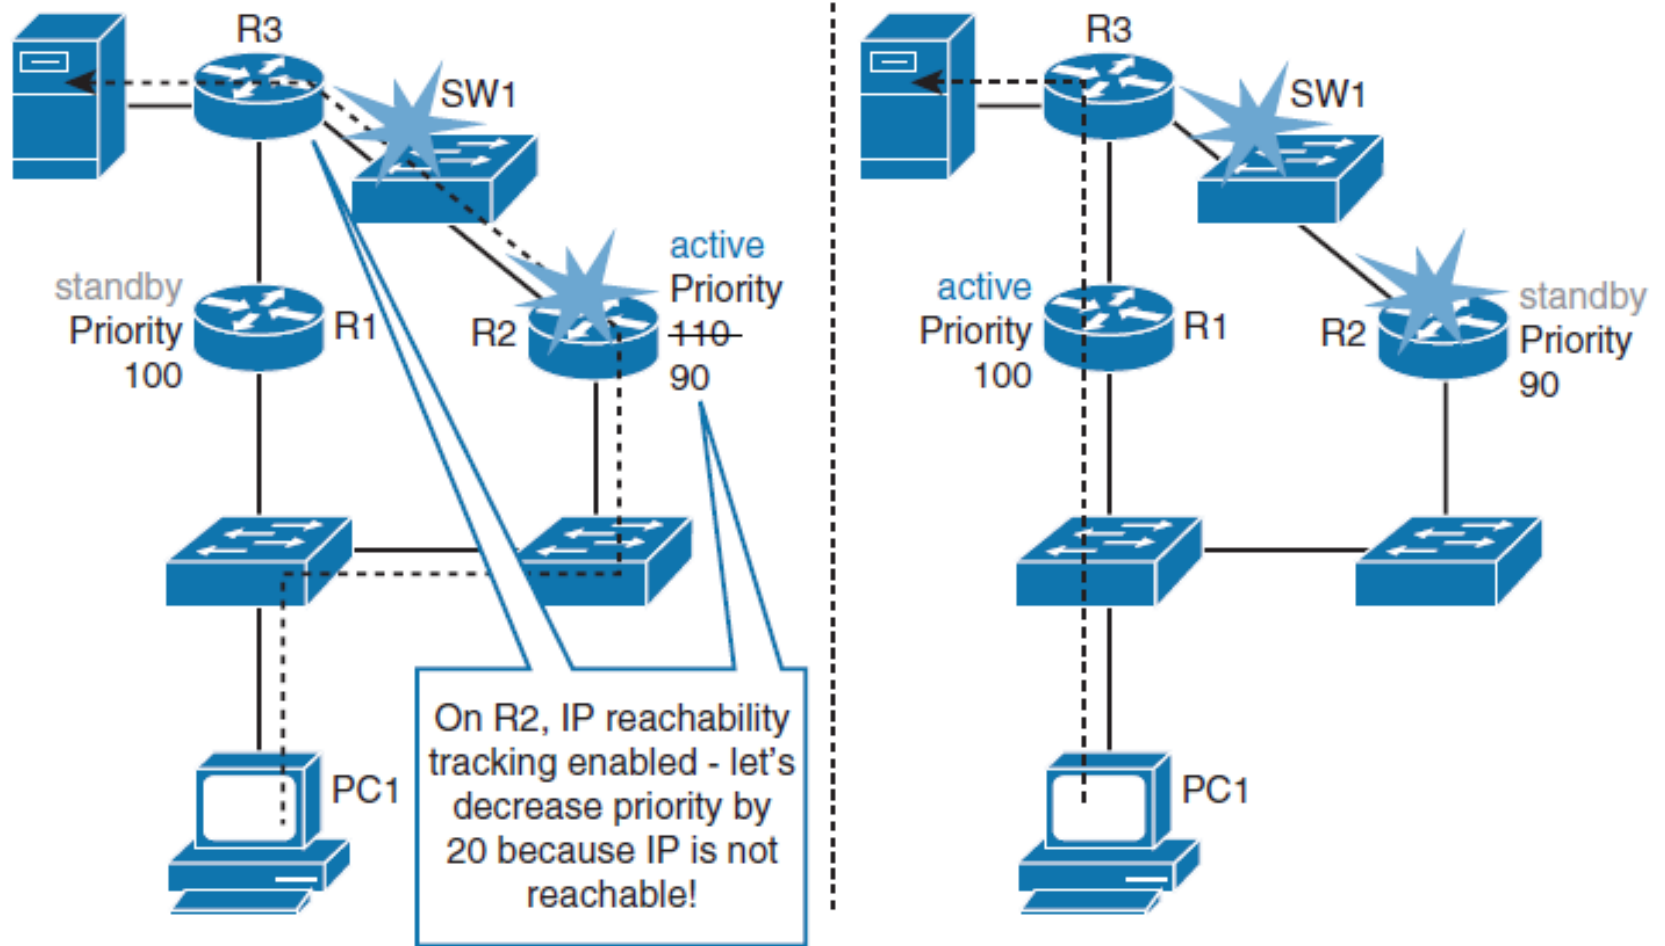 R3
SW1
active
Priority
110
90
standby
Priority
100
R1
R2
PC1
On R2, IP reachability
tracking enabled - let's
decrease priority by
20 because IP is not
reachable!
R3
SW1
active
Priority
100
R1
R2
standby
Priority
90
PC1